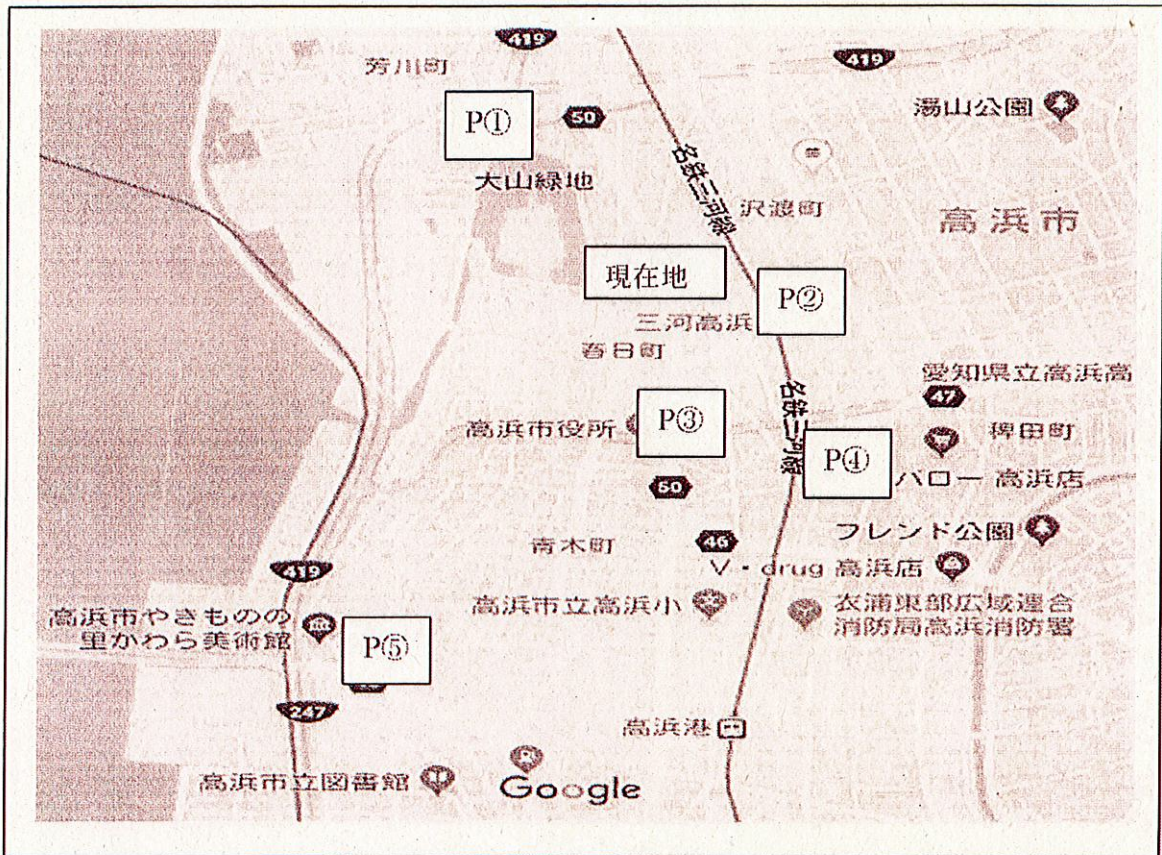 419
芳川町
419
P①
50
湯山公園
大山緑地
名鉄三河線
沢渡町
高浜市
現在地
P②
三河高浜
春日町
愛知県立高浜高
47
高浜市役所
P③
名鉄三河線
稗田町
P④
バロー 高浜店
50
青木町
46
フレンド公園
V・drug 高浜店
419
高浜市立高浜小
衣浦東部広域連合
消防局高浜消防署
高浜市やきものの
里かわら美術館
P⑤
247
高浜港
高浜市立図書館
Google